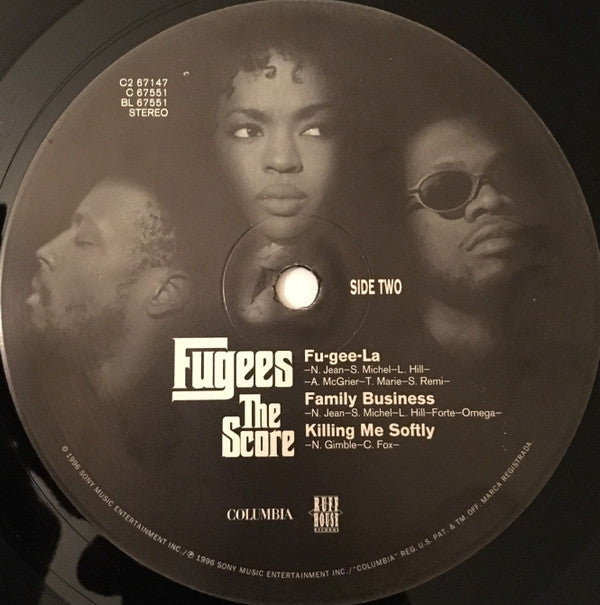 C2 67147
C 67551
BL 67551
STEREO
SIDE TWO
Fugees
The
Score
Fu-gee-La
–N. Jean–S. Michel–L. Hill–
–A. McGrier–T. Marie–S. Remi–
Family Business
–N. Jean–S. Michel–L. Hill–Forte–Omega–
Killing Me Softly
–N. Gimble–C. Fox–
COLUMBIA
RUFF
HOUSE
RECORDS
© 1996 SONY MUSIC ENTERTAINMENT INC./℗ 1996 SONY MUSIC ENTERTAINMENT INC./"COLUMBIA" REG. U.S. PAT. & TM. OFF. MARCA REGISTRADA.